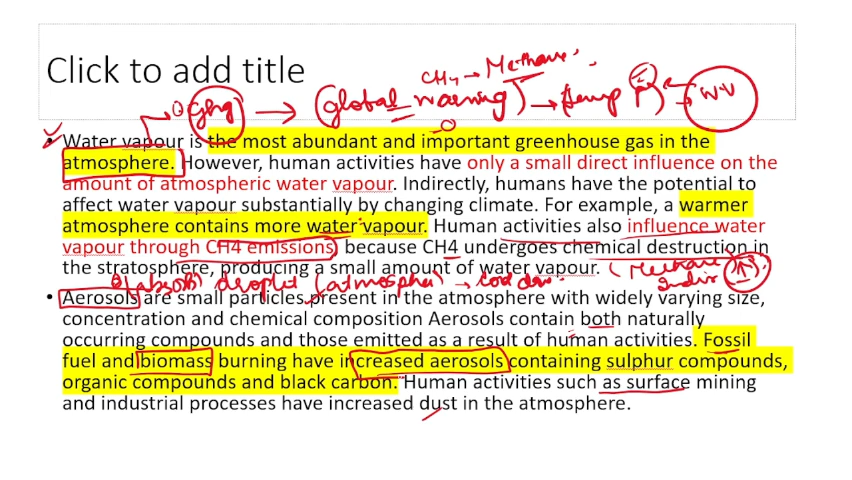 Click to add title
CH4 → Methane
① Ghg → (global warming) → temp ↑ WV
• Water vapour is the most abundant and important greenhouse gas in the
atmosphere. However, human activities have only a small direct influence on the
amount of atmospheric water vapour. Indirectly, humans have the potential to
affect water vapour substantially by changing climate. For example, a warmer
atmosphere contains more water vapour. Human activities also influence water
vapour through CH4 emissions, because CH4 undergoes chemical destruction in
the stratosphere, producing a small amount of water vapour. (Methane
droplet (atmosphere) →
• Aerosols are small particles present in the atmosphere with widely varying size,
concentration and chemical composition Aerosols contain both naturally
occurring compounds and those emitted as a result of human activities. Fossil
fuel and biomass burning have increased aerosols containing sulphur compounds,
organic compounds and black carbon. Human activities such as surface mining
and industrial processes have increased dust in the atmosphere.